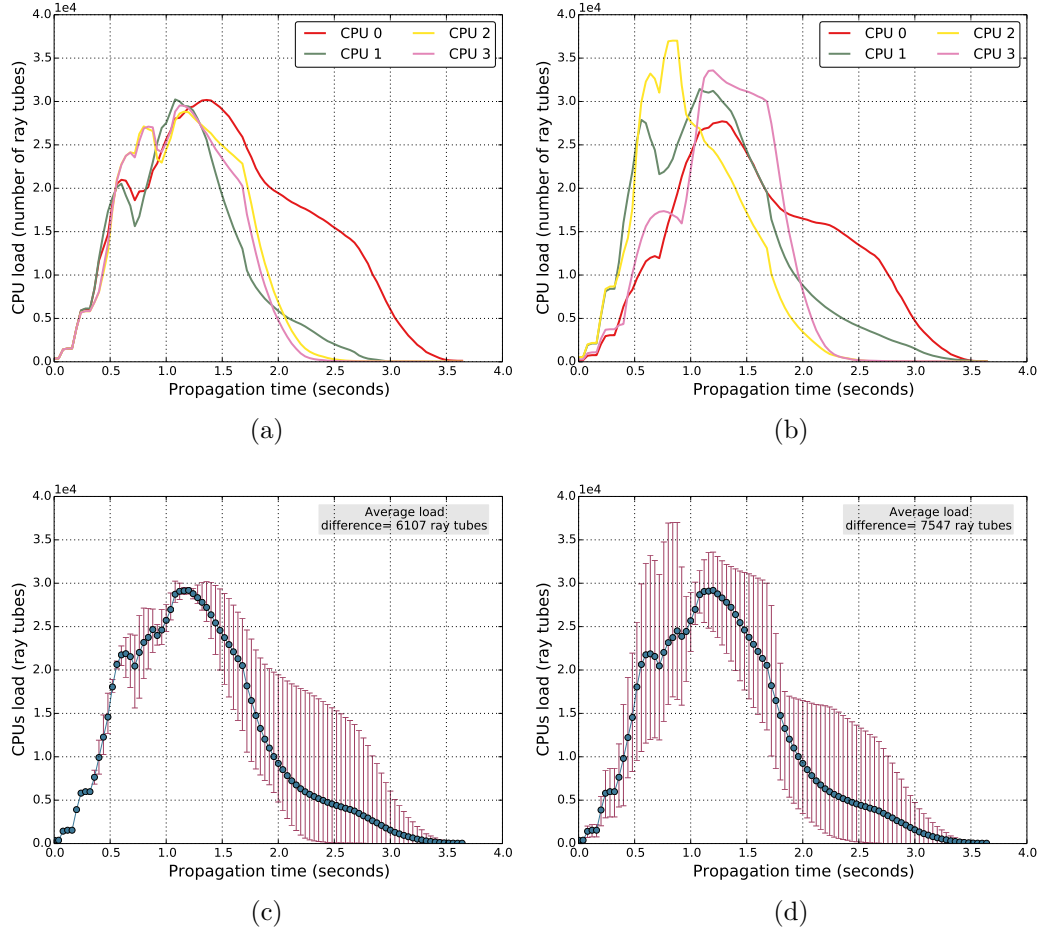 1e4
4.0
3.5
3.0
2.5
2.0
1.5
1.0
0.5
0.0
CPU load (number of ray tubes)
CPU 0
CPU 1
CPU 2
CPU 3
0.0 0.5 1.0 1.5 2.0 2.5 3.0 3.5 4.0
Propagation time (seconds)
(a)
1e4
4.0
3.5
3.0
2.5
2.0
1.5
1.0
0.5
0.0
CPU load (number of ray tubes)
CPU 0
CPU 1
CPU 2
CPU 3
0.0 0.5 1.0 1.5 2.0 2.5 3.0 3.5 4.0
Propagation time (seconds)
(b)
1e4
4.0
3.5
3.0
2.5
2.0
1.5
1.0
0.5
0.0
CPUs load (ray tubes)
Average load
difference= 6107 ray tubes
0.0 0.5 1.0 1.5 2.0 2.5 3.0 3.5 4.0
Propagation time (seconds)
(c)
1e4
4.0
3.5
3.0
2.5
2.0
1.5
1.0
0.5
0.0
CPUs load (ray tubes)
Average load
difference= 7547 ray tubes
0.0 0.5 1.0 1.5 2.0 2.5 3.0 3.5 4.0
Propagation time (seconds)
(d)